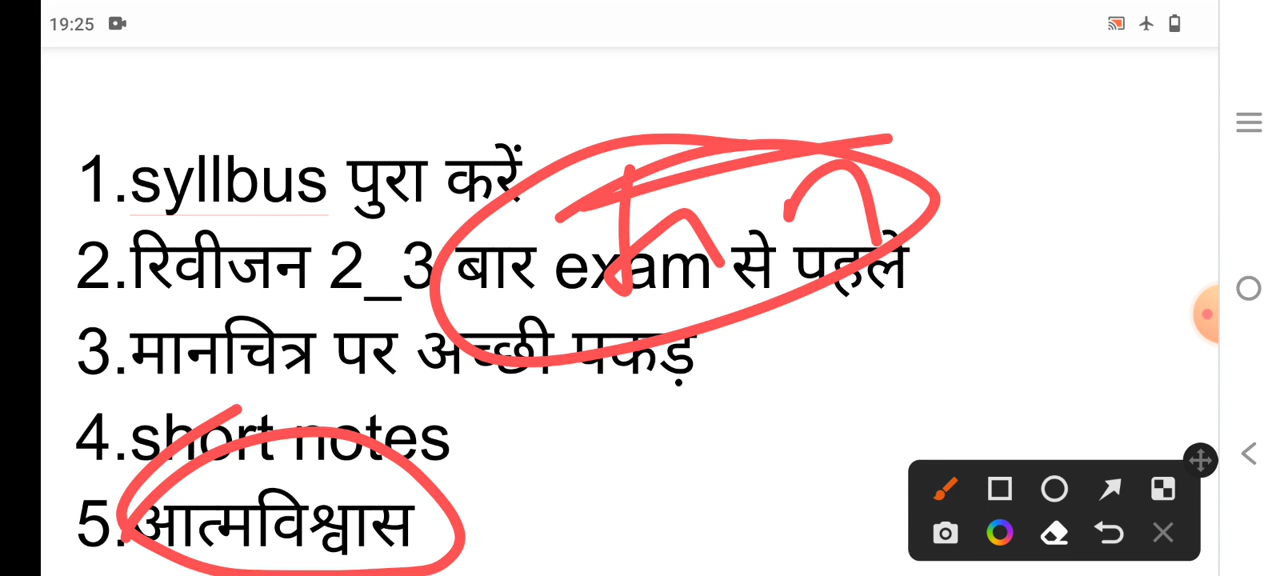 19:25
1.syllbus पुरा करें
2.रिवीजन 2_3 बार exam से पहले
3.मानचित्र पर अच्छी पकड़
4.short notes
5.आत्मविश्वास